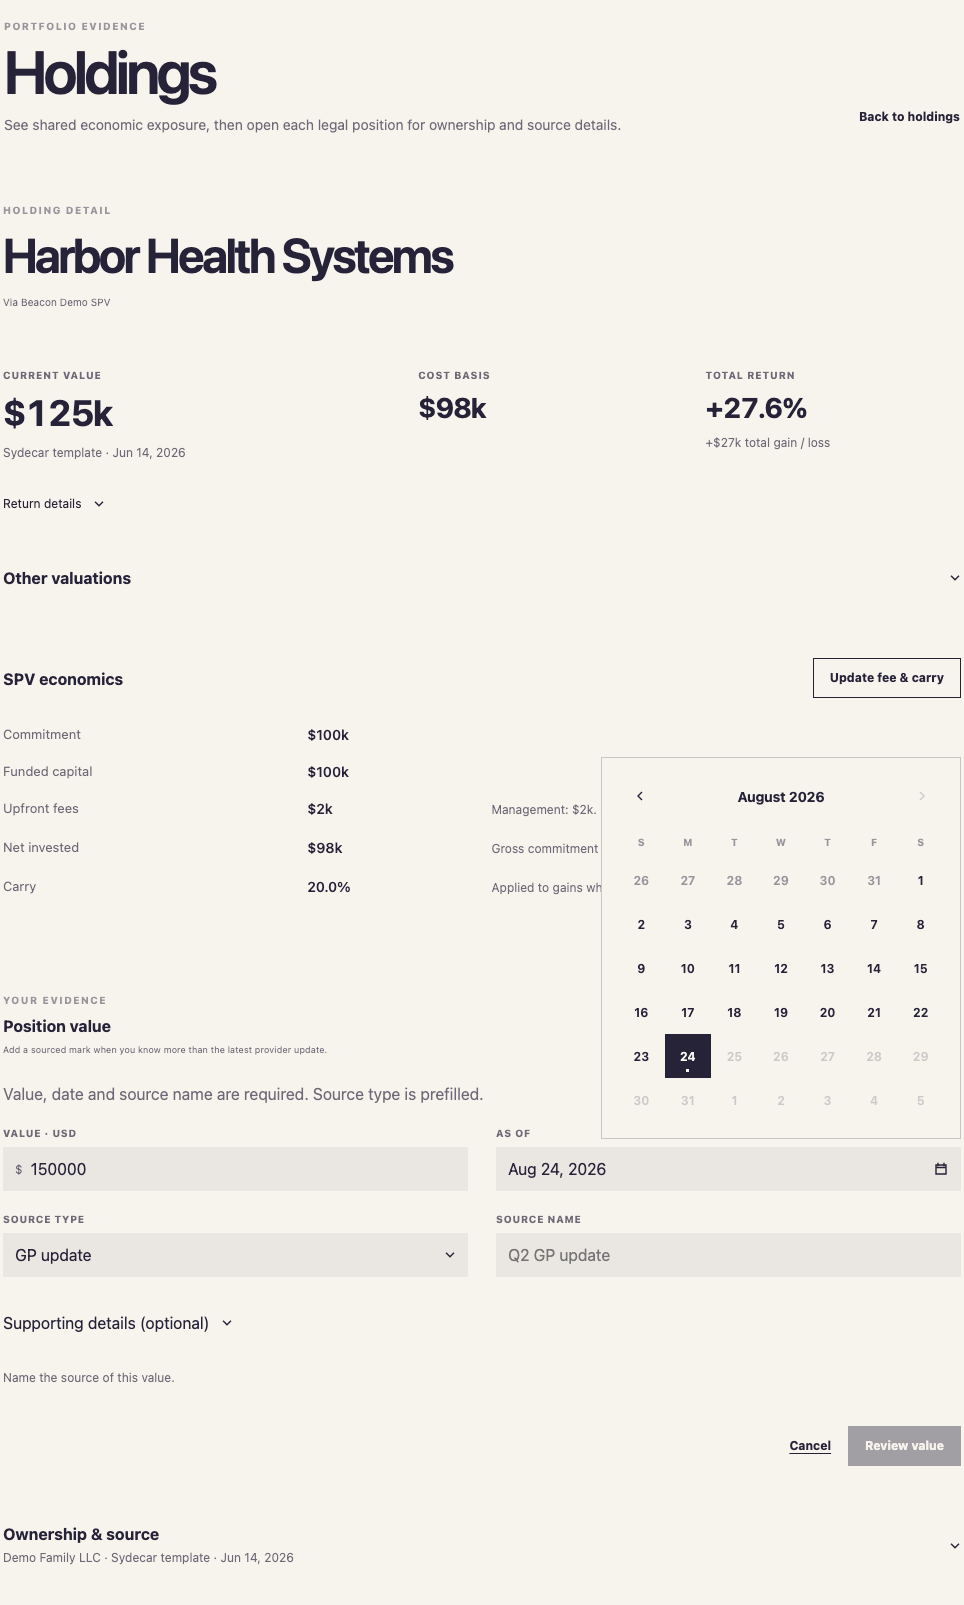 PORTFOLIO EVIDENCE
Holdings
See shared economic exposure, then open each legal position for ownership and source details.
Back to holdings
HOLDING DETAIL
Harbor Health Systems
Via Beacon Demo SPV
CURRENT VALUE
$125k
Sydecar template · Jun 14, 2026
COST BASIS
$98k
TOTAL RETURN
+27.6%
+$27k total gain / loss
Return details
Other valuations
SPV economics
Update fee & carry
Commitment $100k
Funded capital $100k
Upfront fees $2k Management: $2k.
Net invested $98k Gross commitment
Carry 20.0% Applied to gains wh
August 2026
S M T W T F S
26 27 28 29 30 31 1
2 3 4 5 6 7 8
9 10 11 12 13 14 15
16 17 18 19 20 21 22
23 24 25 26 27 28 29
30 31 1 2 3 4 5
YOUR EVIDENCE
Position value
Add a sourced mark when you know more than the latest provider update.
Value, date and source name are required. Source type is prefilled.
VALUE · USD
$ 150000
AS OF
Aug 24, 2026
SOURCE TYPE
GP update
SOURCE NAME
Q2 GP update
Supporting details (optional)
Name the source of this value.
Cancel
Review value
Ownership & source
Demo Family LLC · Sydecar template · Jun 14, 2026